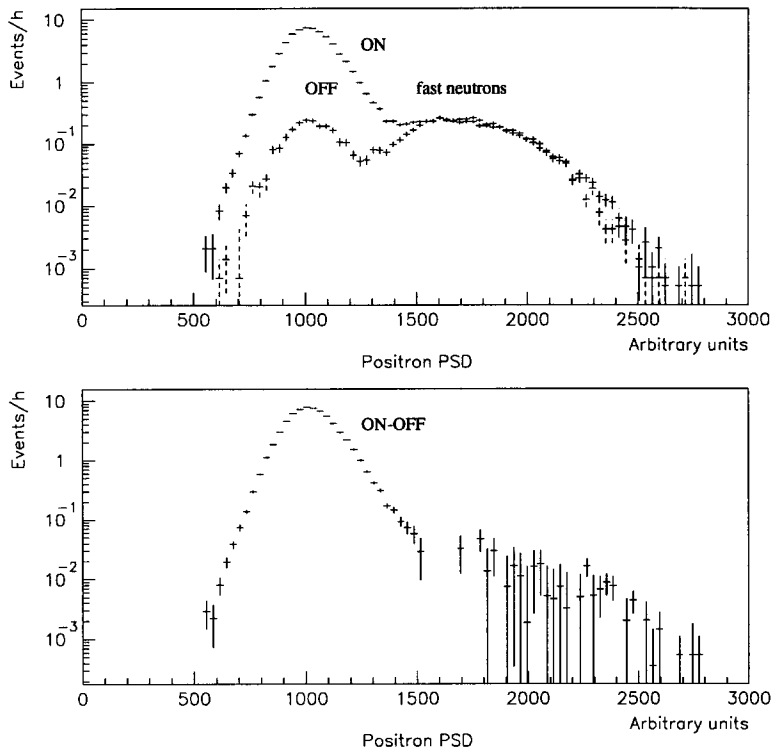 Events/h
10
1
10⁻¹
10⁻²
10⁻³
ON
OFF
fast neutrons
0
500
1000
1500
2000
2500
3000
Arbitrary units
Positron PSD
Events/h
10
1
10⁻¹
10⁻²
10⁻³
ON-OFF
0
500
1000
1500
2000
2500
3000
Arbitrary units
Positron PSD